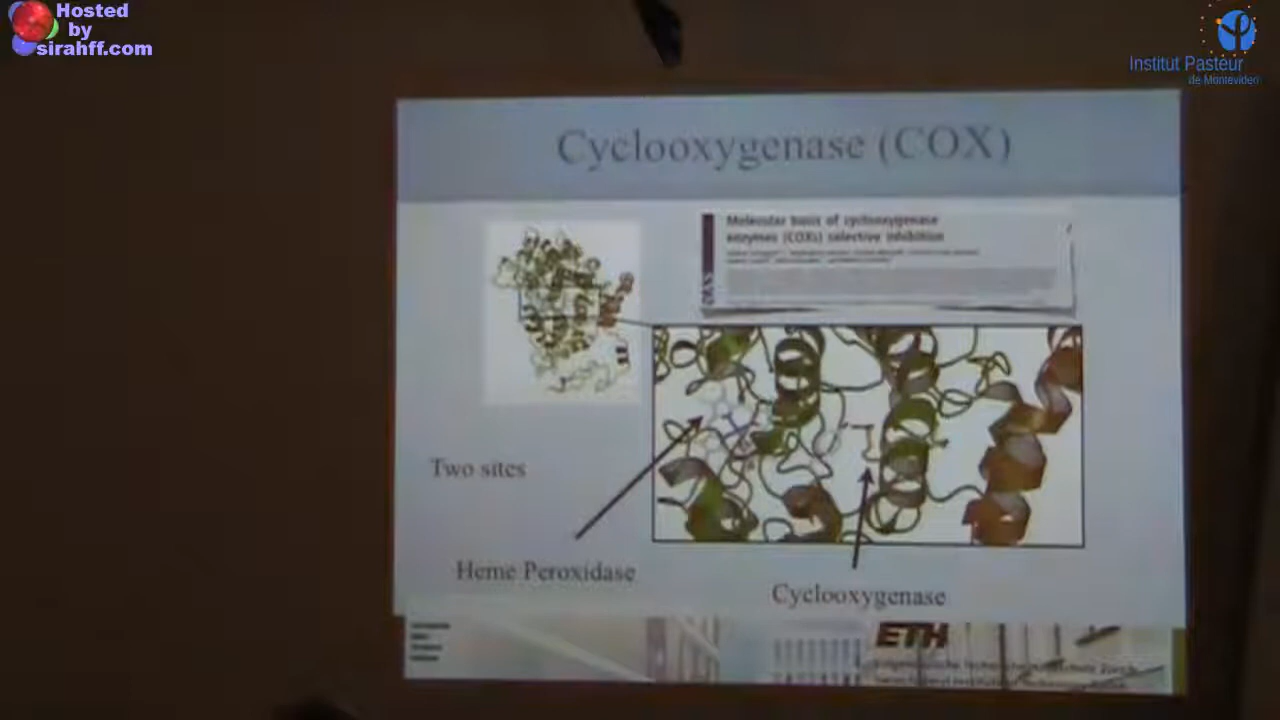 Hosted
by
sirahff.com
Institut Pasteur
de Montevideo
Cyclooxygenase (COX)
Molecular basis of cyclooxygenase
enzymes (COXs) selective inhibition
Two sites
Heme Peroxidase
Cyclooxygenase
ETH